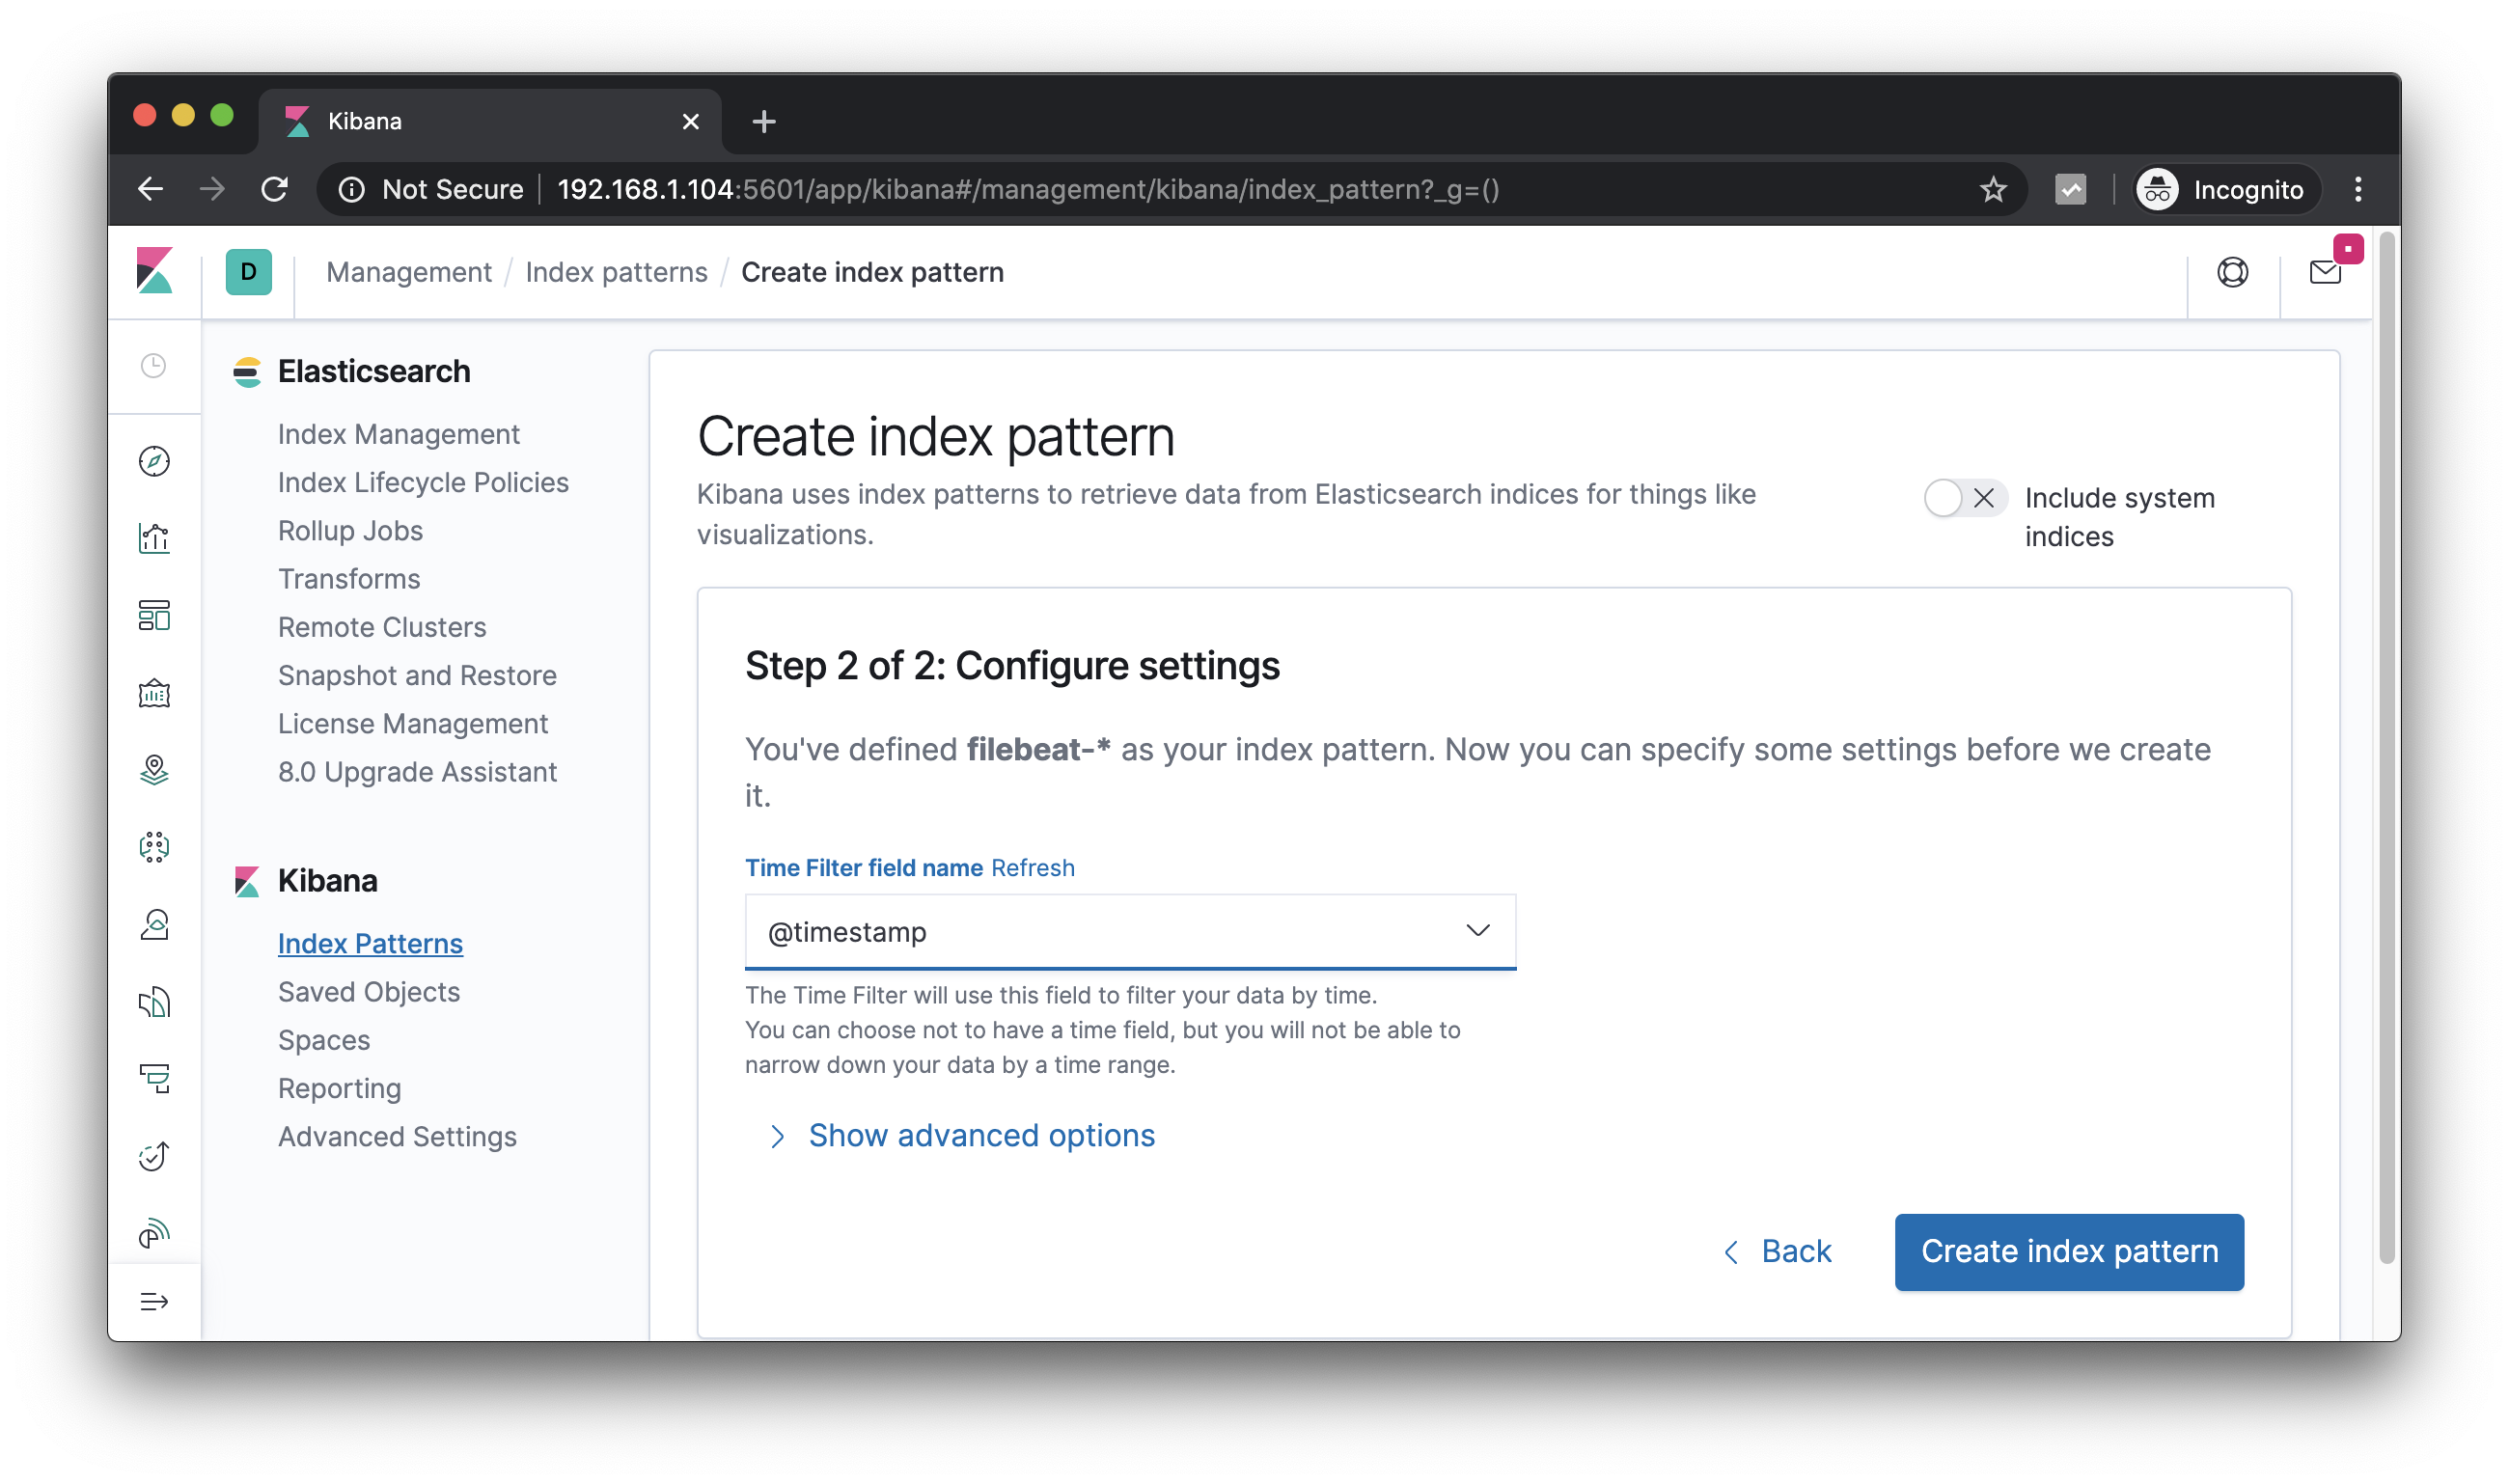 Kibana
Not Secure
192.168.1.104:5601/app/kibana#/management/kibana/index_pattern?_g=()
Incognito
D
Management / Index patterns / Create index pattern
Elasticsearch
Index Management
Index Lifecycle Policies
Rollup Jobs
Transforms
Remote Clusters
Snapshot and Restore
License Management
8.0 Upgrade Assistant
Kibana
Index Patterns
Saved Objects
Spaces
Reporting
Advanced Settings
Create index pattern
Kibana uses index patterns to retrieve data from Elasticsearch indices for things like
visualizations.
Include system
indices
Step 2 of 2: Configure settings
You've defined filebeat-* as your index pattern. Now you can specify some settings before we create
it.
Time Filter field name Refresh
@timestamp
The Time Filter will use this field to filter your data by time.
You can choose not to have a time field, but you will not be able to
narrow down your data by a time range.
Show advanced options
Back
Create index pattern